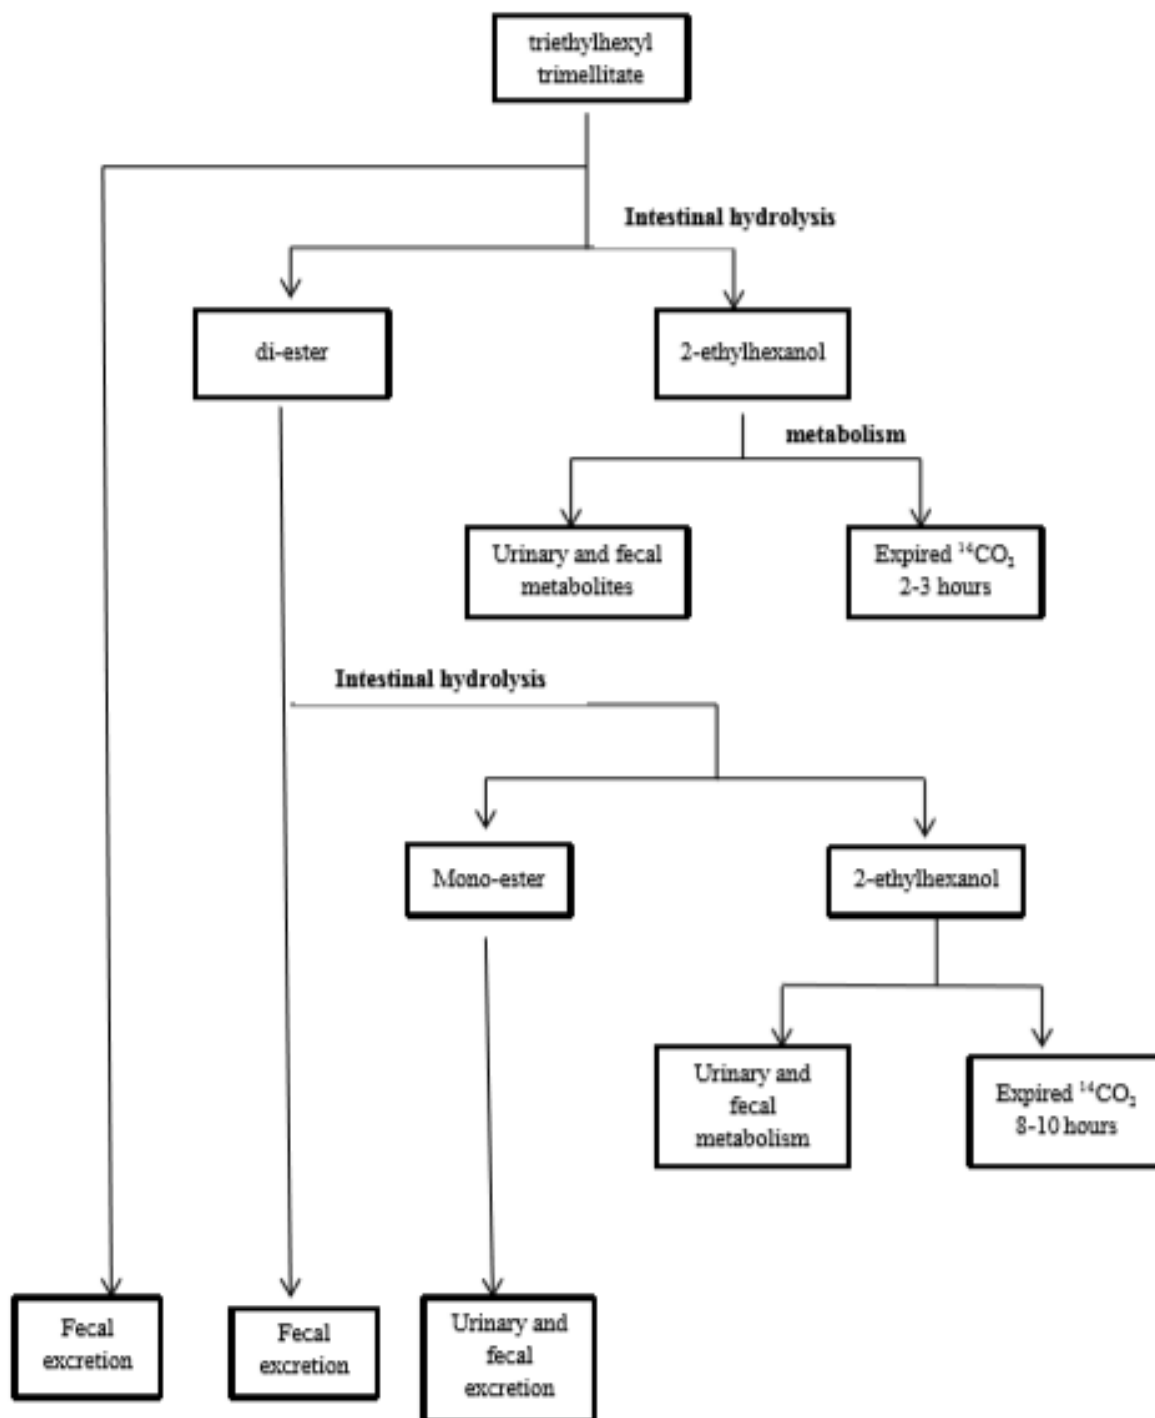 triethylhexyl
trimellitate
Intestinal hydrolysis
di-ester
2-ethylhexanol
metabolism
Urinary and fecal
metabolites
Expired ¹⁴CO₂
2-3 hours
Intestinal hydrolysis
Mono-ester
2-ethylhexanol
Urinary and
fecal
metabolism
Expired ¹⁴CO₂
8-10 hours
Fecal
excretion
Fecal
excretion
Urinary and
fecal
excretion